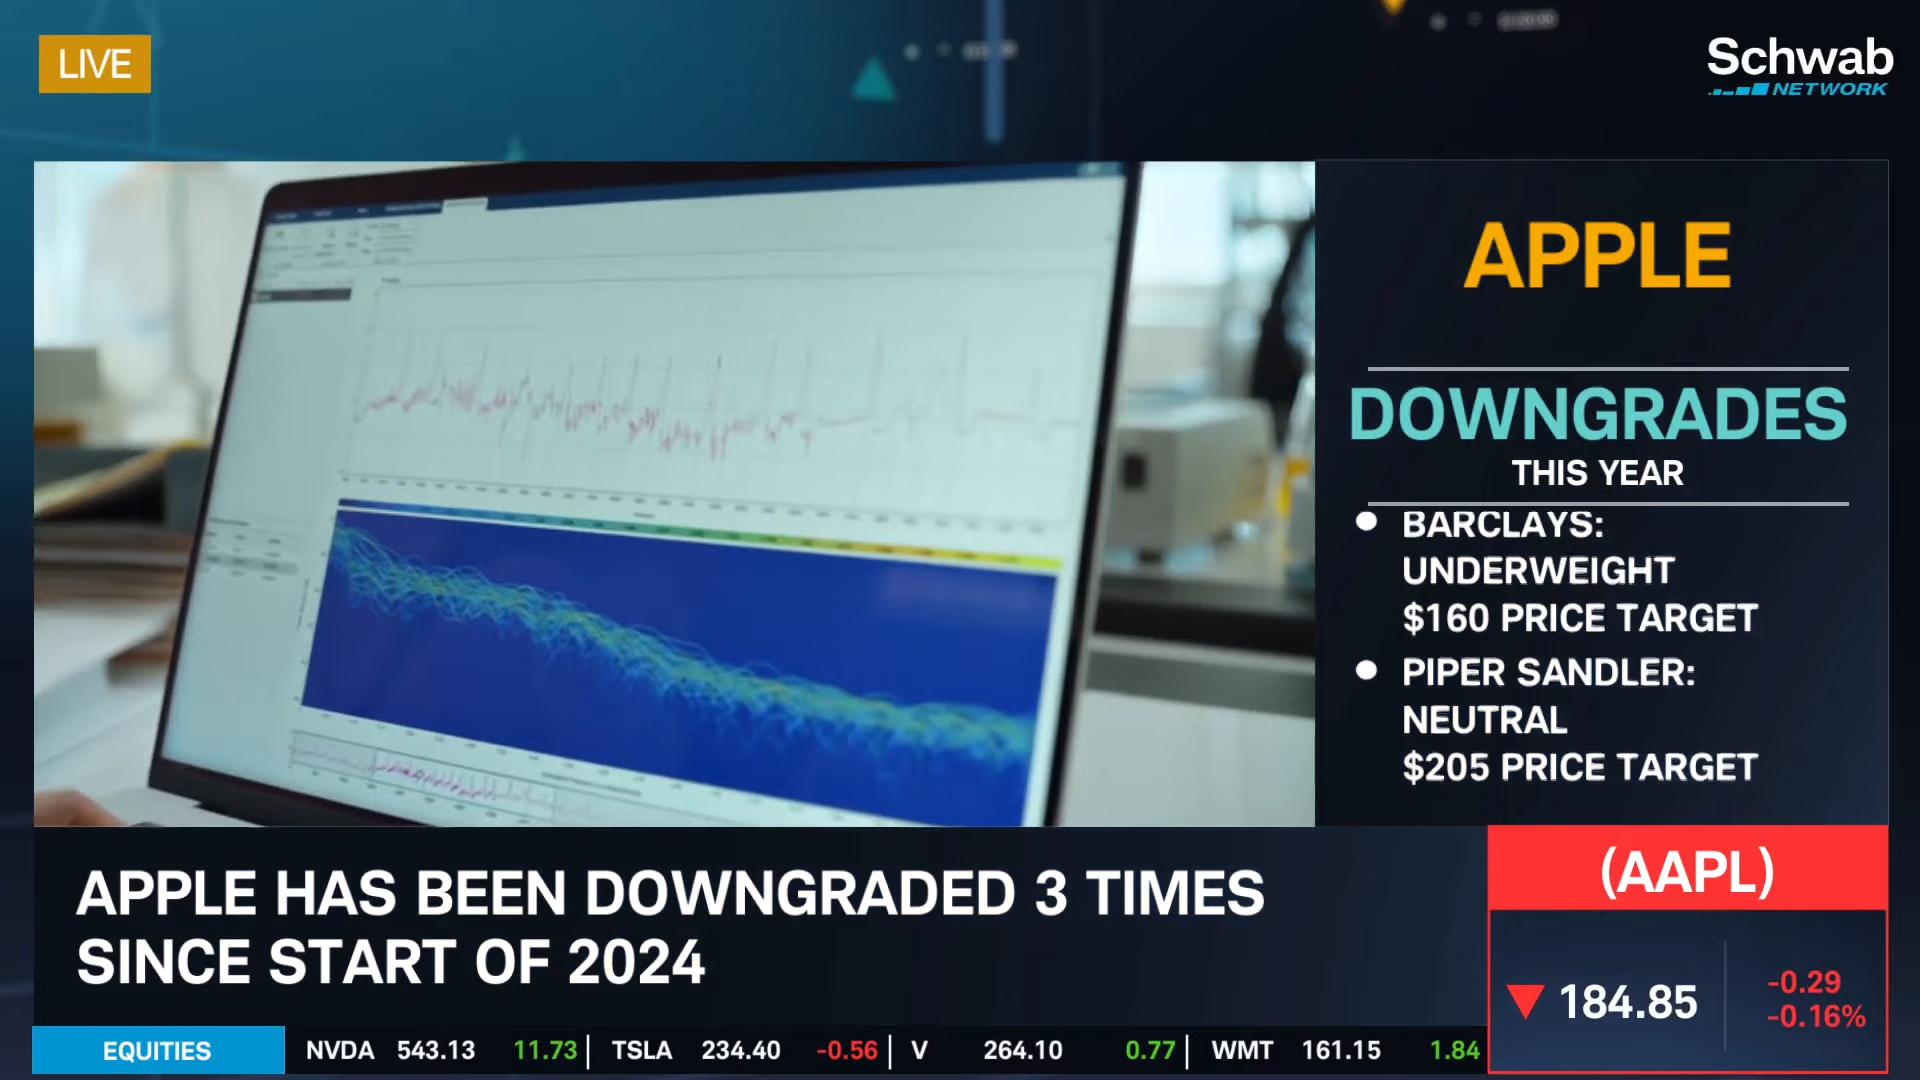 LIVE
Schwab
NETWORK
APPLE
DOWNGRADES
THIS YEAR
BARCLAYS:
UNDERWEIGHT
$160 PRICE TARGET
PIPER SANDLER:
NEUTRAL
$205 PRICE TARGET
APPLE HAS BEEN DOWNGRADED 3 TIMES
SINCE START OF 2024
(AAPL)
184.85
-0.29
-0.16%
EQUITIES NVDA 543.13 11.73 TSLA 234.40 -0.56 V 264.10 0.77 WMT 161.15 1.84